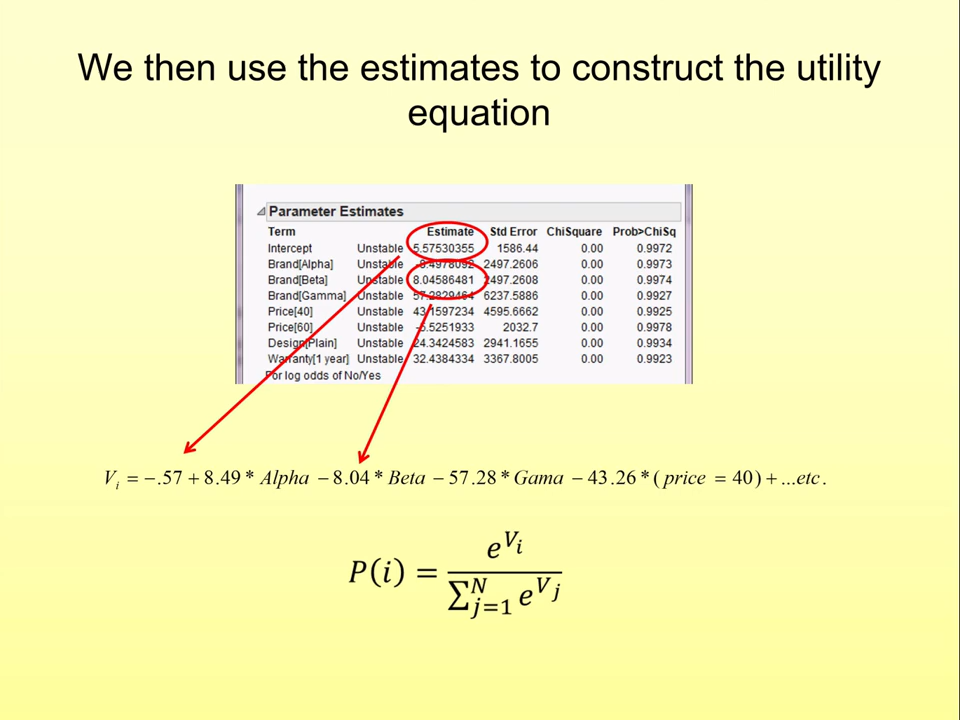 We then use the estimates to construct the utility
equation
Parameter Estimates
Term Estimate Std Error ChiSquare Prob>ChiSq
Intercept Unstable 5.57530355 1586.44 0.00 0.9972
Brand[Alpha] Unstable -8.4978092 2497.2606 0.00 0.9973
Brand[Beta] Unstable 8.04586481 2497.2608 0.00 0.9974
Brand[Gamma] Unstable 57.2829464 6237.5886 0.00 0.9927
Price[40] Unstable 43.1597234 4595.6662 0.00 0.9925
Price[60] Unstable -5.5251933 2032.7 0.00 0.9978
Design[Plain] Unstable 24.3424583 2941.1655 0.00 0.9934
Warranty[1 year] Unstable 32.4384334 3367.8005 0.00 0.9923
For log odds of No/Yes
V_i = −.57 + 8.49 * Alpha − 8.04 * Beta − 57.28 * Gama − 43.26 * ( price = 40 ) + ...etc .
P(i) = e^{V_i} / ∑_{j=1}^{N} e^{V_j}